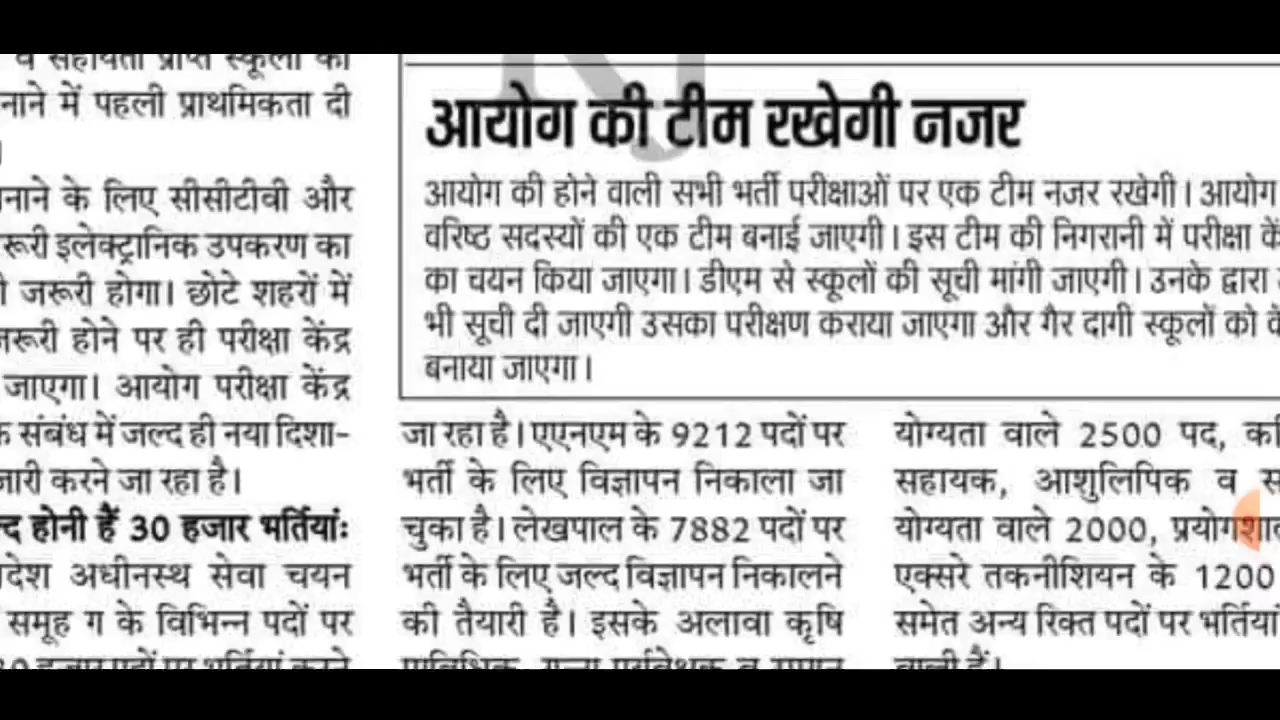 नाने में पहली प्राथमिकता दी
के लिए सीसीटीवी और
इलेक्ट्रानिक उपकरण का
जरूरी होगा। छोटे शहरों में
होने पर ही परीक्षा केंद्र
जाएगा। आयोग परीक्षा केंद्र
संबंध में जल्द ही नया दिशा-
करने जा रहा है।
होनी हैं 30 हजार भर्तियांः
अधीनस्थ सेवा चयन
समूह ग के विभिन्न पदों पर
आयोग की टीम रखेगी नजर
आयोग की होने वाली सभी भर्ती परीक्षाओं पर एक टीम नजर रखेगी। आयोग
वरिष्ठ सदस्यों की एक टीम बनाई जाएगी। इस टीम की निगरानी में परीक्षा
का चयन किया जाएगा। डीएम से स्कूलों की सूची मांगी जाएगी। उनके द्वारा
भी सूची दी जाएगी उसका परीक्षण कराया जाएगा और गैर दागी स्कूलों को
बनाया जाएगा।
जा रहा है। एएनएम के 9212 पदों पर
भर्ती के लिए विज्ञापन निकाला जा
चुका है। लेखपाल के 7882 पदों पर
भर्ती के लिए जल्द विज्ञापन निकालने
की तैयारी है। इसके अलावा कृषि
योग्यता वाले 2500 पद,
सहायक, आशुलिपिक व
योग्यता वाले 2000,
एक्सरे तकनीशियन के 1200
समेत अन्य रिक्त पदों पर भर्तियां